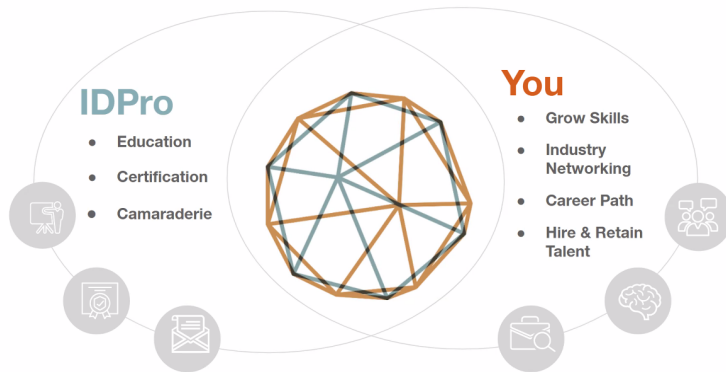 IDPro
• Education
• Certification
• Camaraderie
You
• Grow Skills
• Industry
Networking
• Career Path
• Hire & Retain
Talent